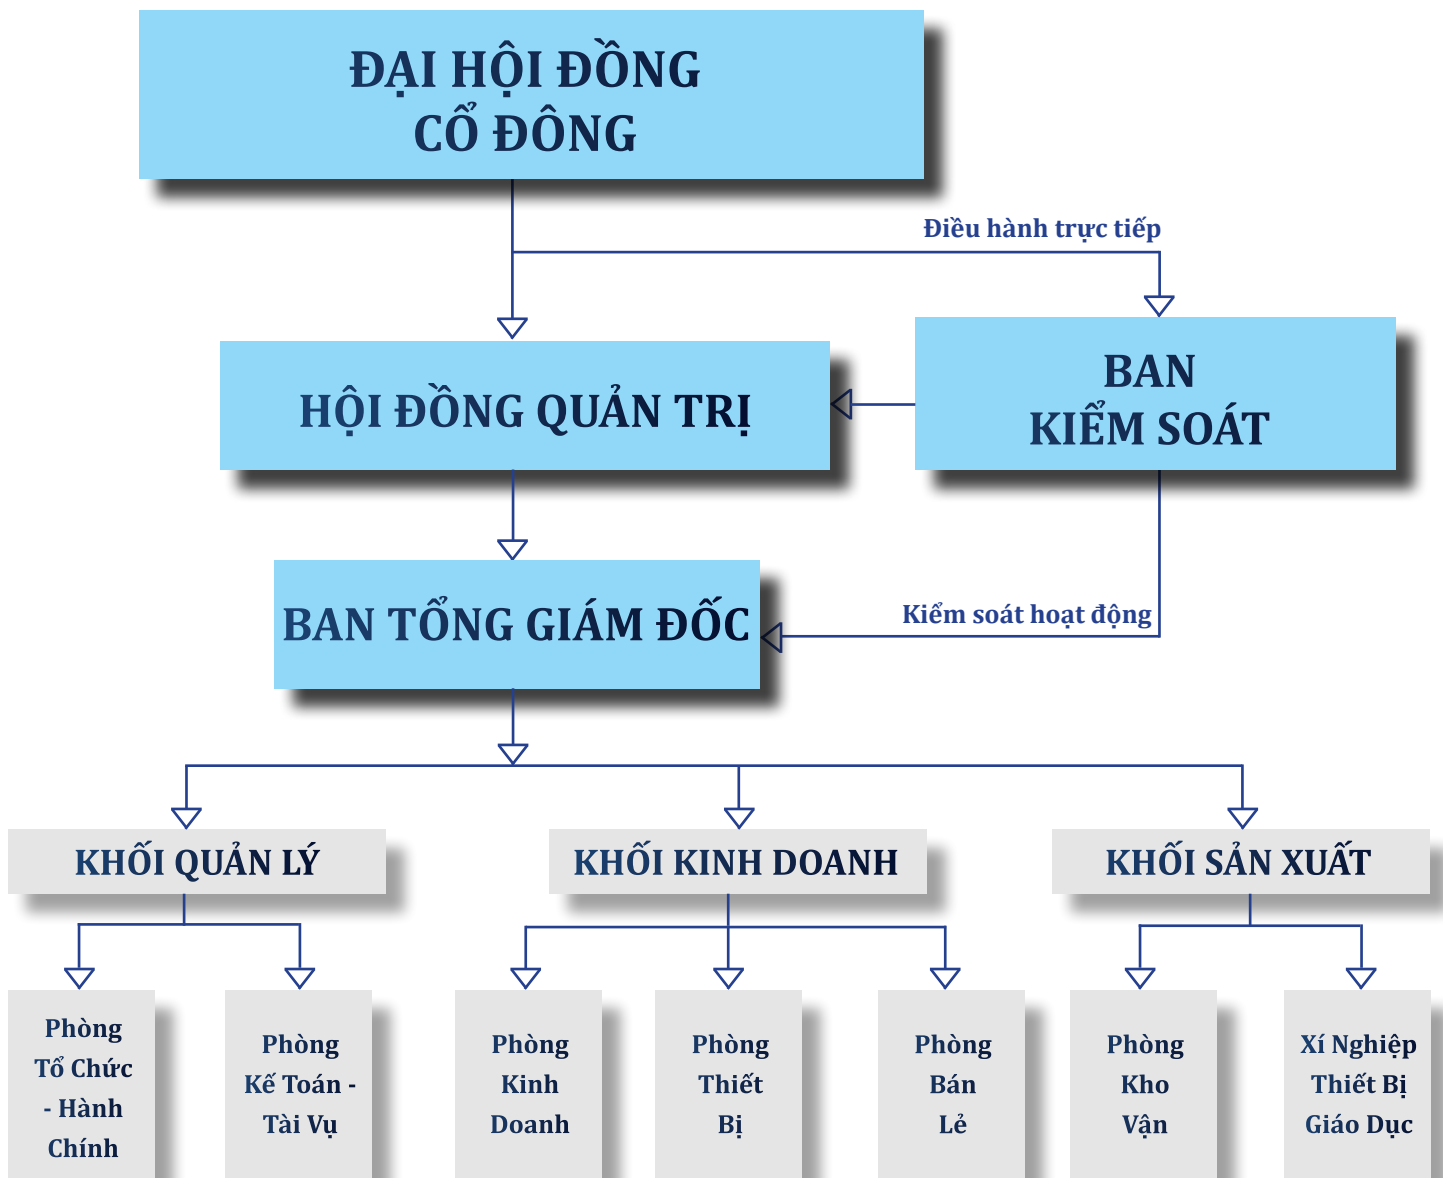 ĐẠI HỘI ĐỒNG
CỔ ĐÔNG
Điều hành trực tiếp
HỘI ĐỒNG QUẢN TRỊ
BAN
KIỂM SOÁT
BAN TỔNG GIÁM ĐỐC
Kiểm soát hoạt động
KHỐI QUẢN LÝ
KHỐI KINH DOANH
KHỐI SẢN XUẤT
Phòng
Tổ Chức
- Hành
Chính
Phòng
Kế Toán -
Tài Vụ
Phòng
Kinh
Doanh
Phòng
Thiết
Bị
Phòng
Bán
Lẻ
Phòng
Kho
Vận
Xí Nghiệp
Thiết Bị
Giáo Dục